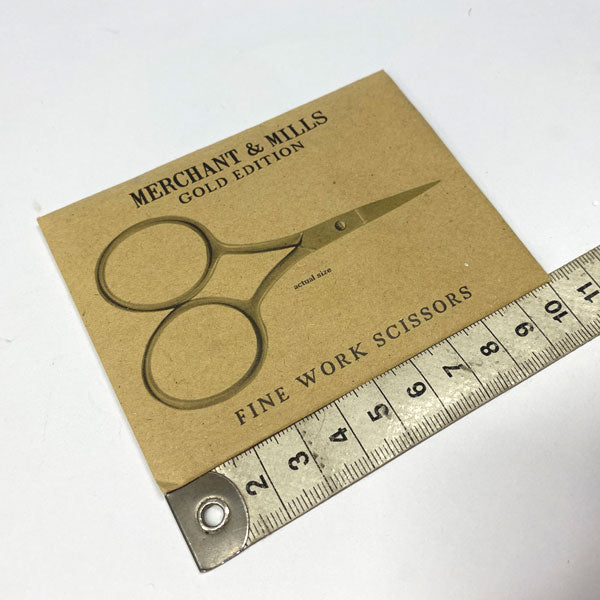 MERCHANT & MILLS
GOLD EDITION
actual size
FINE WORK SCISSORS
2 3 4 5 6 7 8 9 10 11